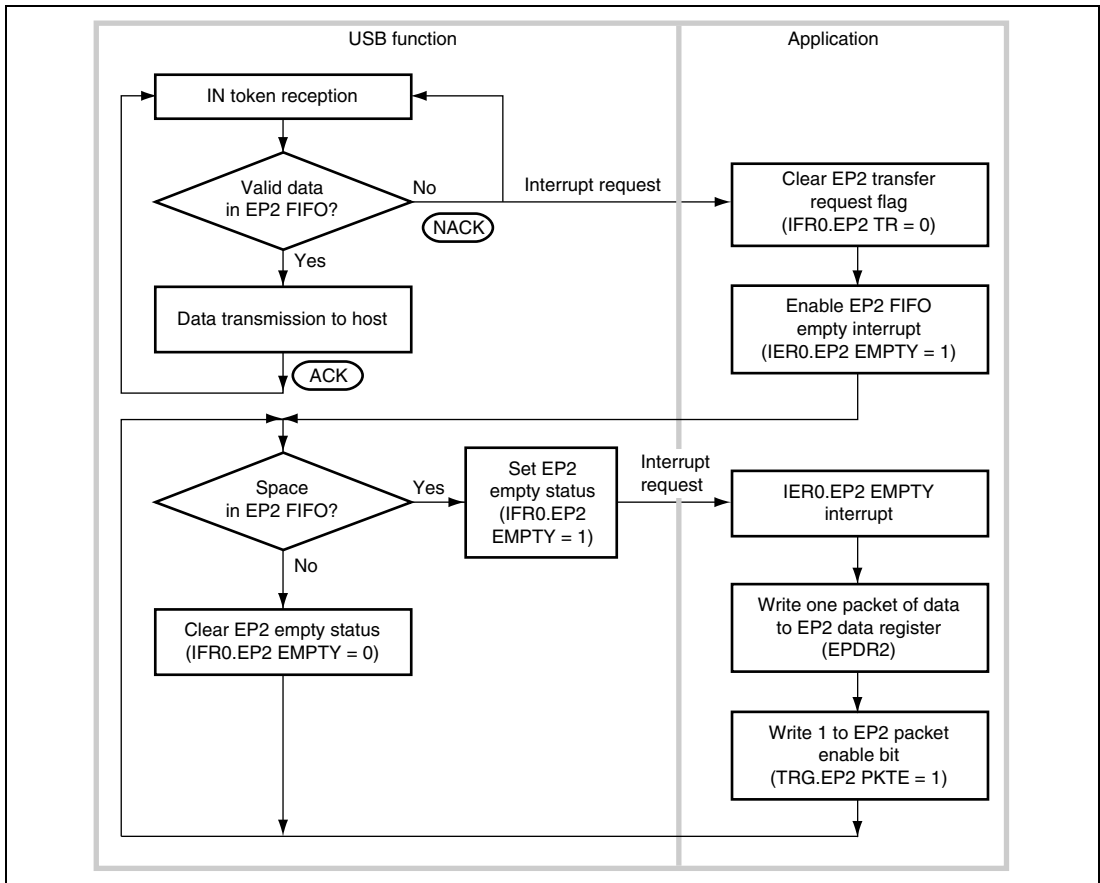 USB function
Application
IN token reception
Valid data
in EP2 FIFO?
No
NACK
Interrupt request
Clear EP2 transfer
request flag
(IFR0.EP2 TR = 0)
Yes
Data transmission to host
ACK
Enable EP2 FIFO
empty interrupt
(IER0.EP2 EMPTY = 1)
Space
in EP2 FIFO?
Yes
Set EP2
empty status
(IFR0.EP2
EMPTY = 1)
Interrupt
request
IER0.EP2 EMPTY
interrupt
No
Clear EP2 empty status
(IFR0.EP2 EMPTY = 0)
Write one packet of data
to EP2 data register
(EPDR2)
Write 1 to EP2 packet
enable bit
(TRG.EP2 PKTE = 1)